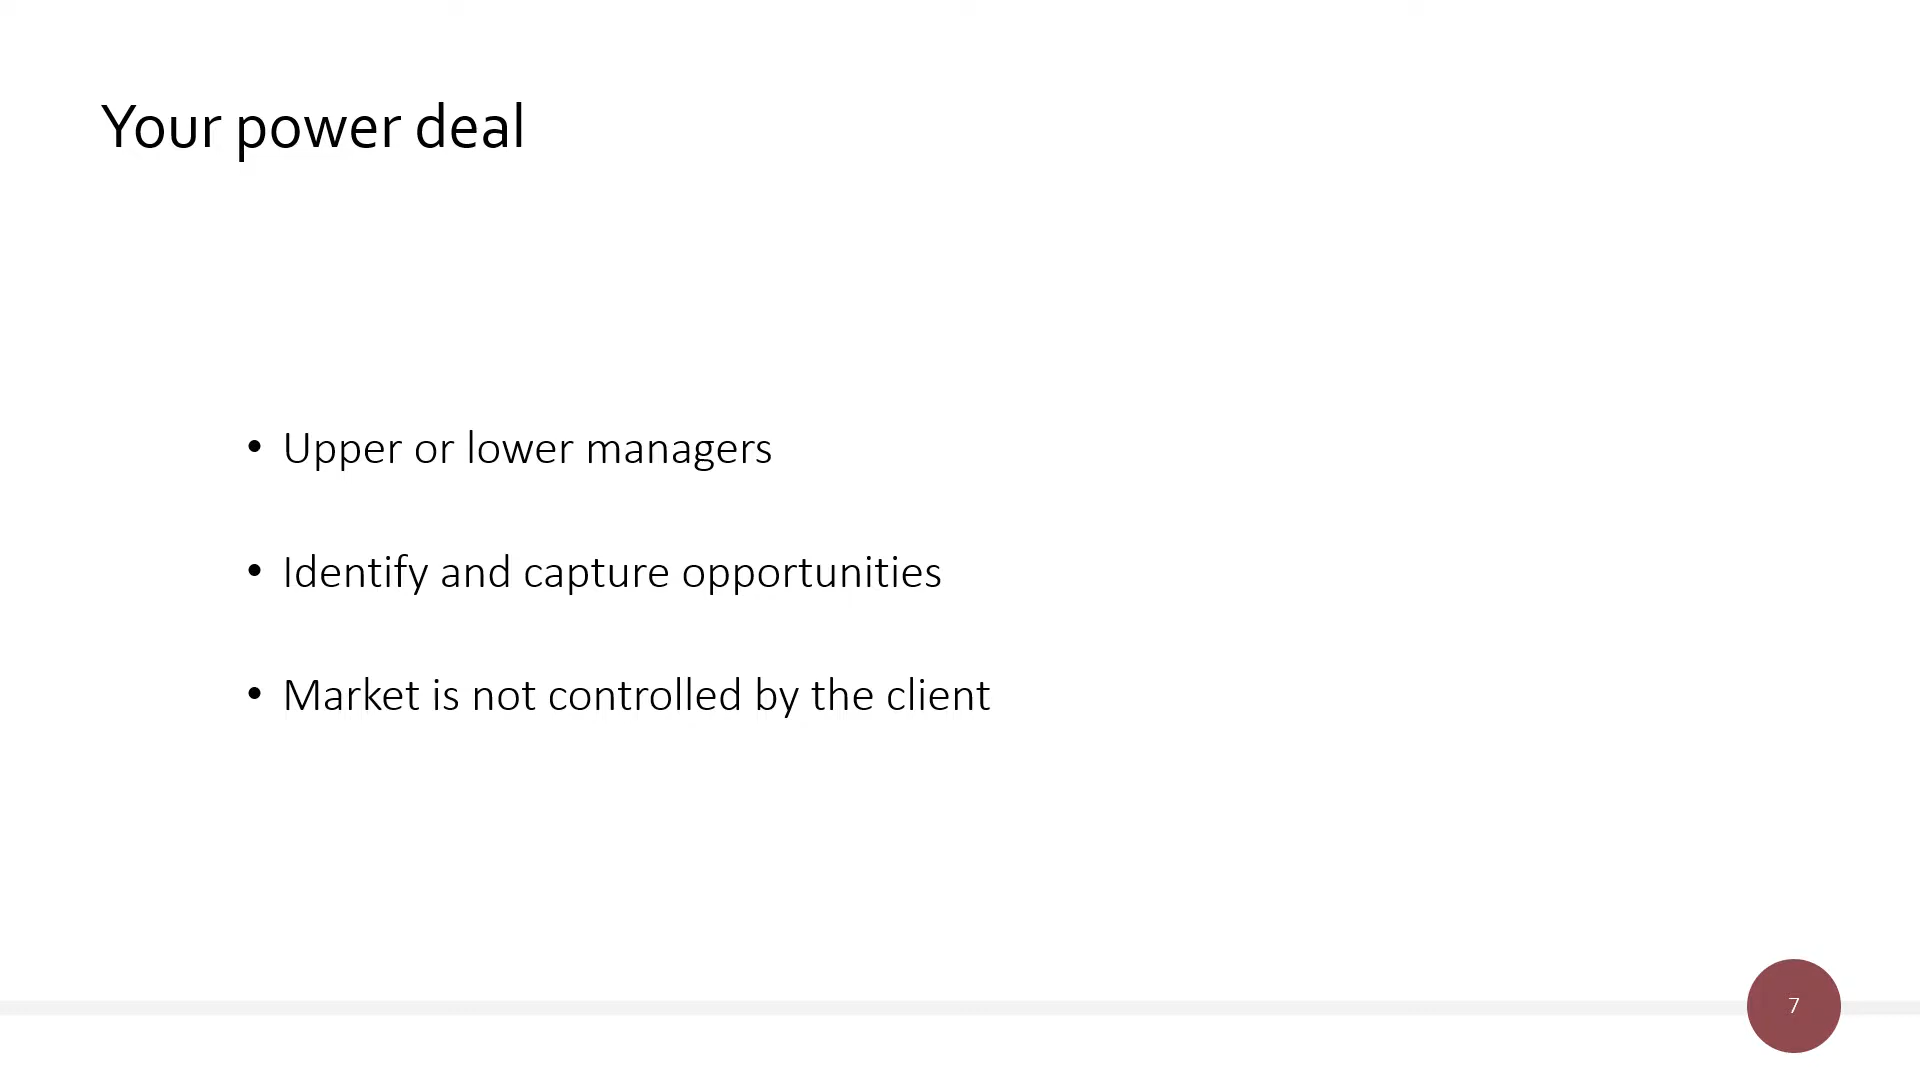 Your power deal
• Upper or lower managers
• Identify and capture opportunities
• Market is not controlled by the client
7